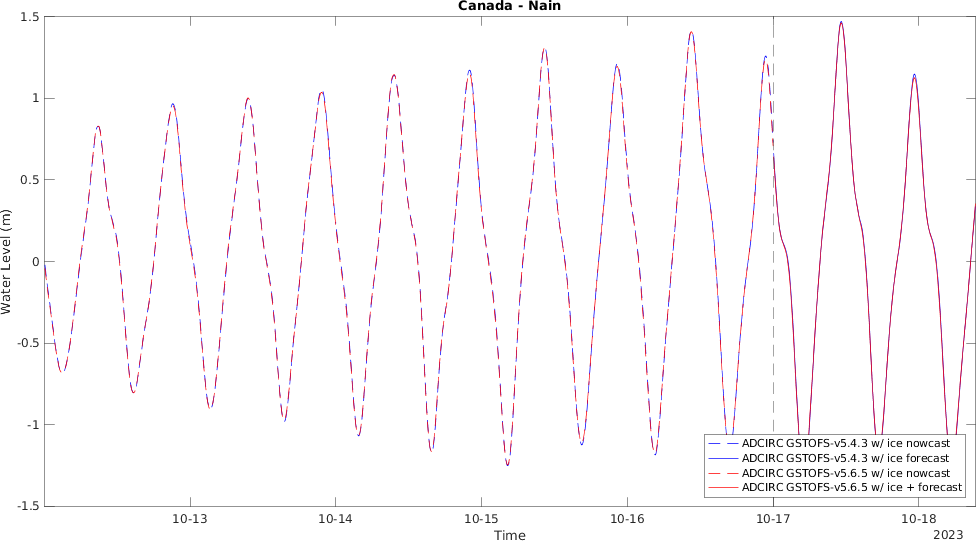 Canada - Nain
1.5
1
0.5
0
-0.5
-1
-1.5
Water Level (m)
10-13
10-14
10-15
10-16
10-17
10-18
Time
2023
ADCIRC GSTOFS-v5.4.3 w/ ice nowcast
ADCIRC GSTOFS-v5.4.3 w/ ice forecast
ADCIRC GSTOFS-v5.6.5 w/ ice nowcast
ADCIRC GSTOFS-v5.6.5 w/ ice + forecast